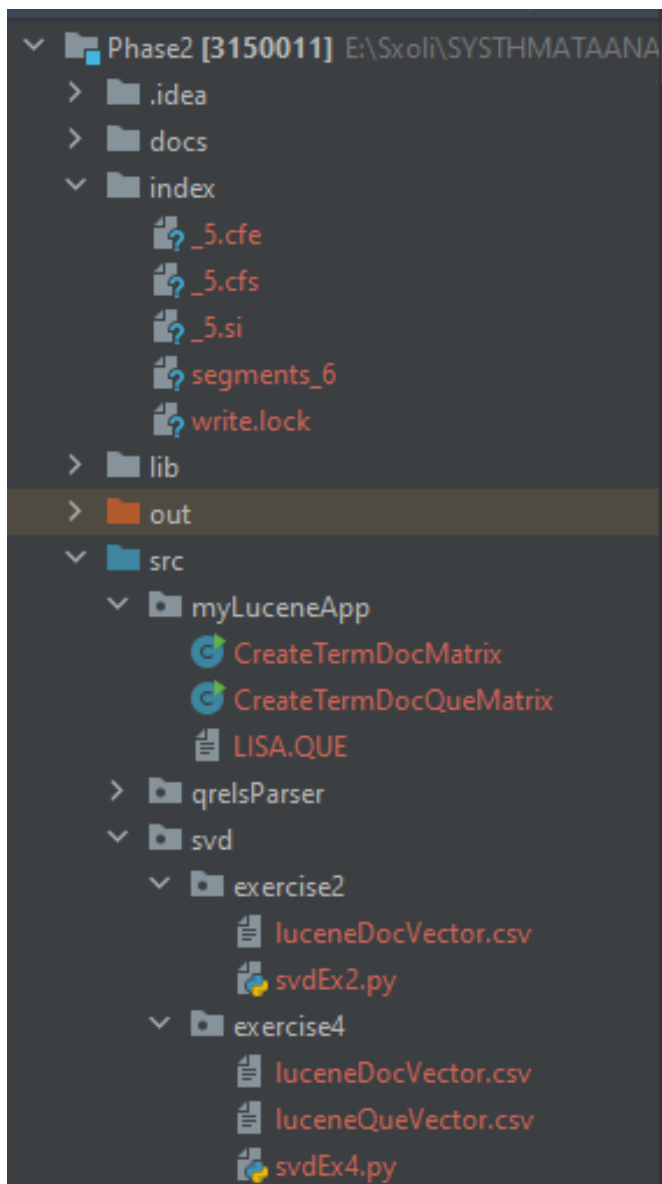 Phase2 [3150011] E:\Sxoli\SYSTHMATAANA
.idea
docs
index
_5.cfe
_5.cfs
_5.si
segments_6
write.lock
lib
out
src
myLuceneApp
CreateTermDocMatrix
CreateTermDocQueMatrix
LISA.QUE
qrelsParser
svd
exercise2
luceneDocVector.csv
svdEx2.py
exercise4
luceneDocVector.csv
luceneQueVector.csv
svdEx4.py